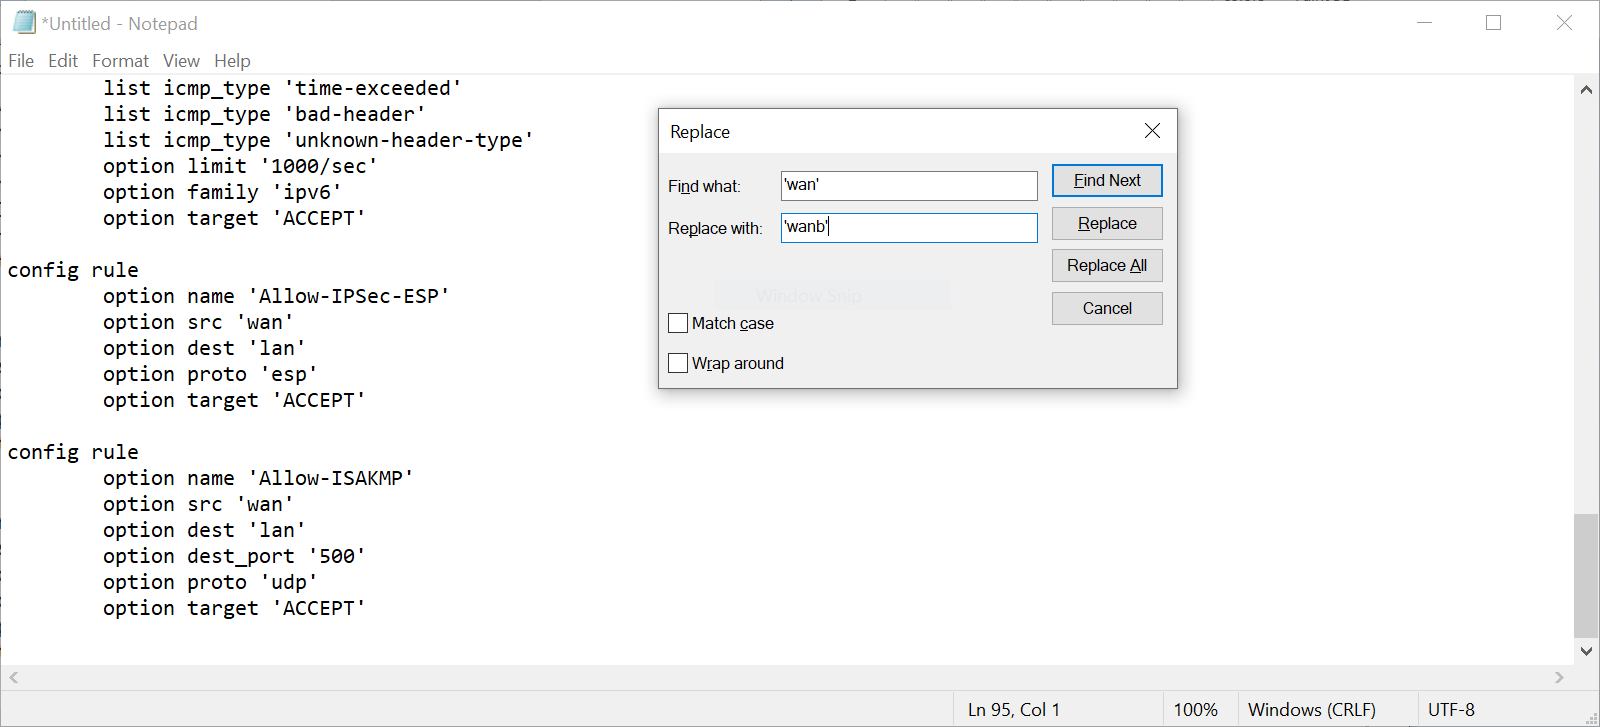 *Untitled - Notepad
File Edit Format View Help
list icmp_type 'time-exceeded'
list icmp_type 'bad-header'
list icmp_type 'unknown-header-type'
option limit '1000/sec'
option family 'ipv6'
option target 'ACCEPT'
config rule
option name 'Allow-IPSec-ESP'
option src 'wan'
option dest 'lan'
option proto 'esp'
option target 'ACCEPT'
config rule
option name 'Allow-ISAKMP'
option src 'wan'
option dest 'lan'
option dest_port '500'
option proto 'udp'
option target 'ACCEPT'
Replace
Find what: 'wan' Find Next
Replace with: 'wanb' Replace
Replace All
Window Snip
Cancel
Match case
Wrap around
Ln 95, Col 1 100% Windows (CRLF) UTF-8